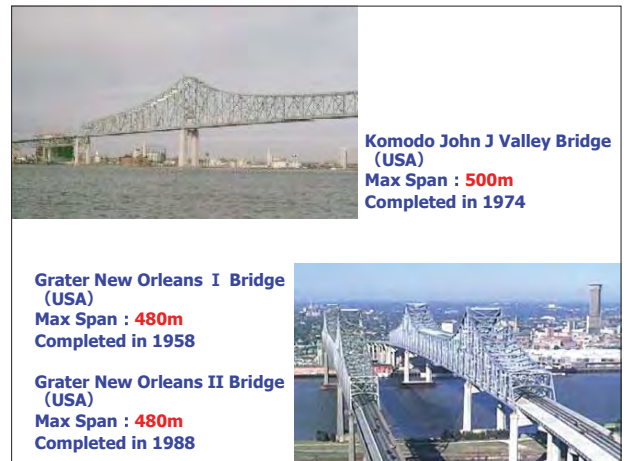 Komodo John J Valley Bridge
（USA）
Max Span : 500m
Completed in 1974
Grater New Orleans Ⅰ Bridge
（USA）
Max Span : 480m
Completed in 1958
Grater New Orleans II Bridge
（USA）
Max Span : 480m
Completed in 1988